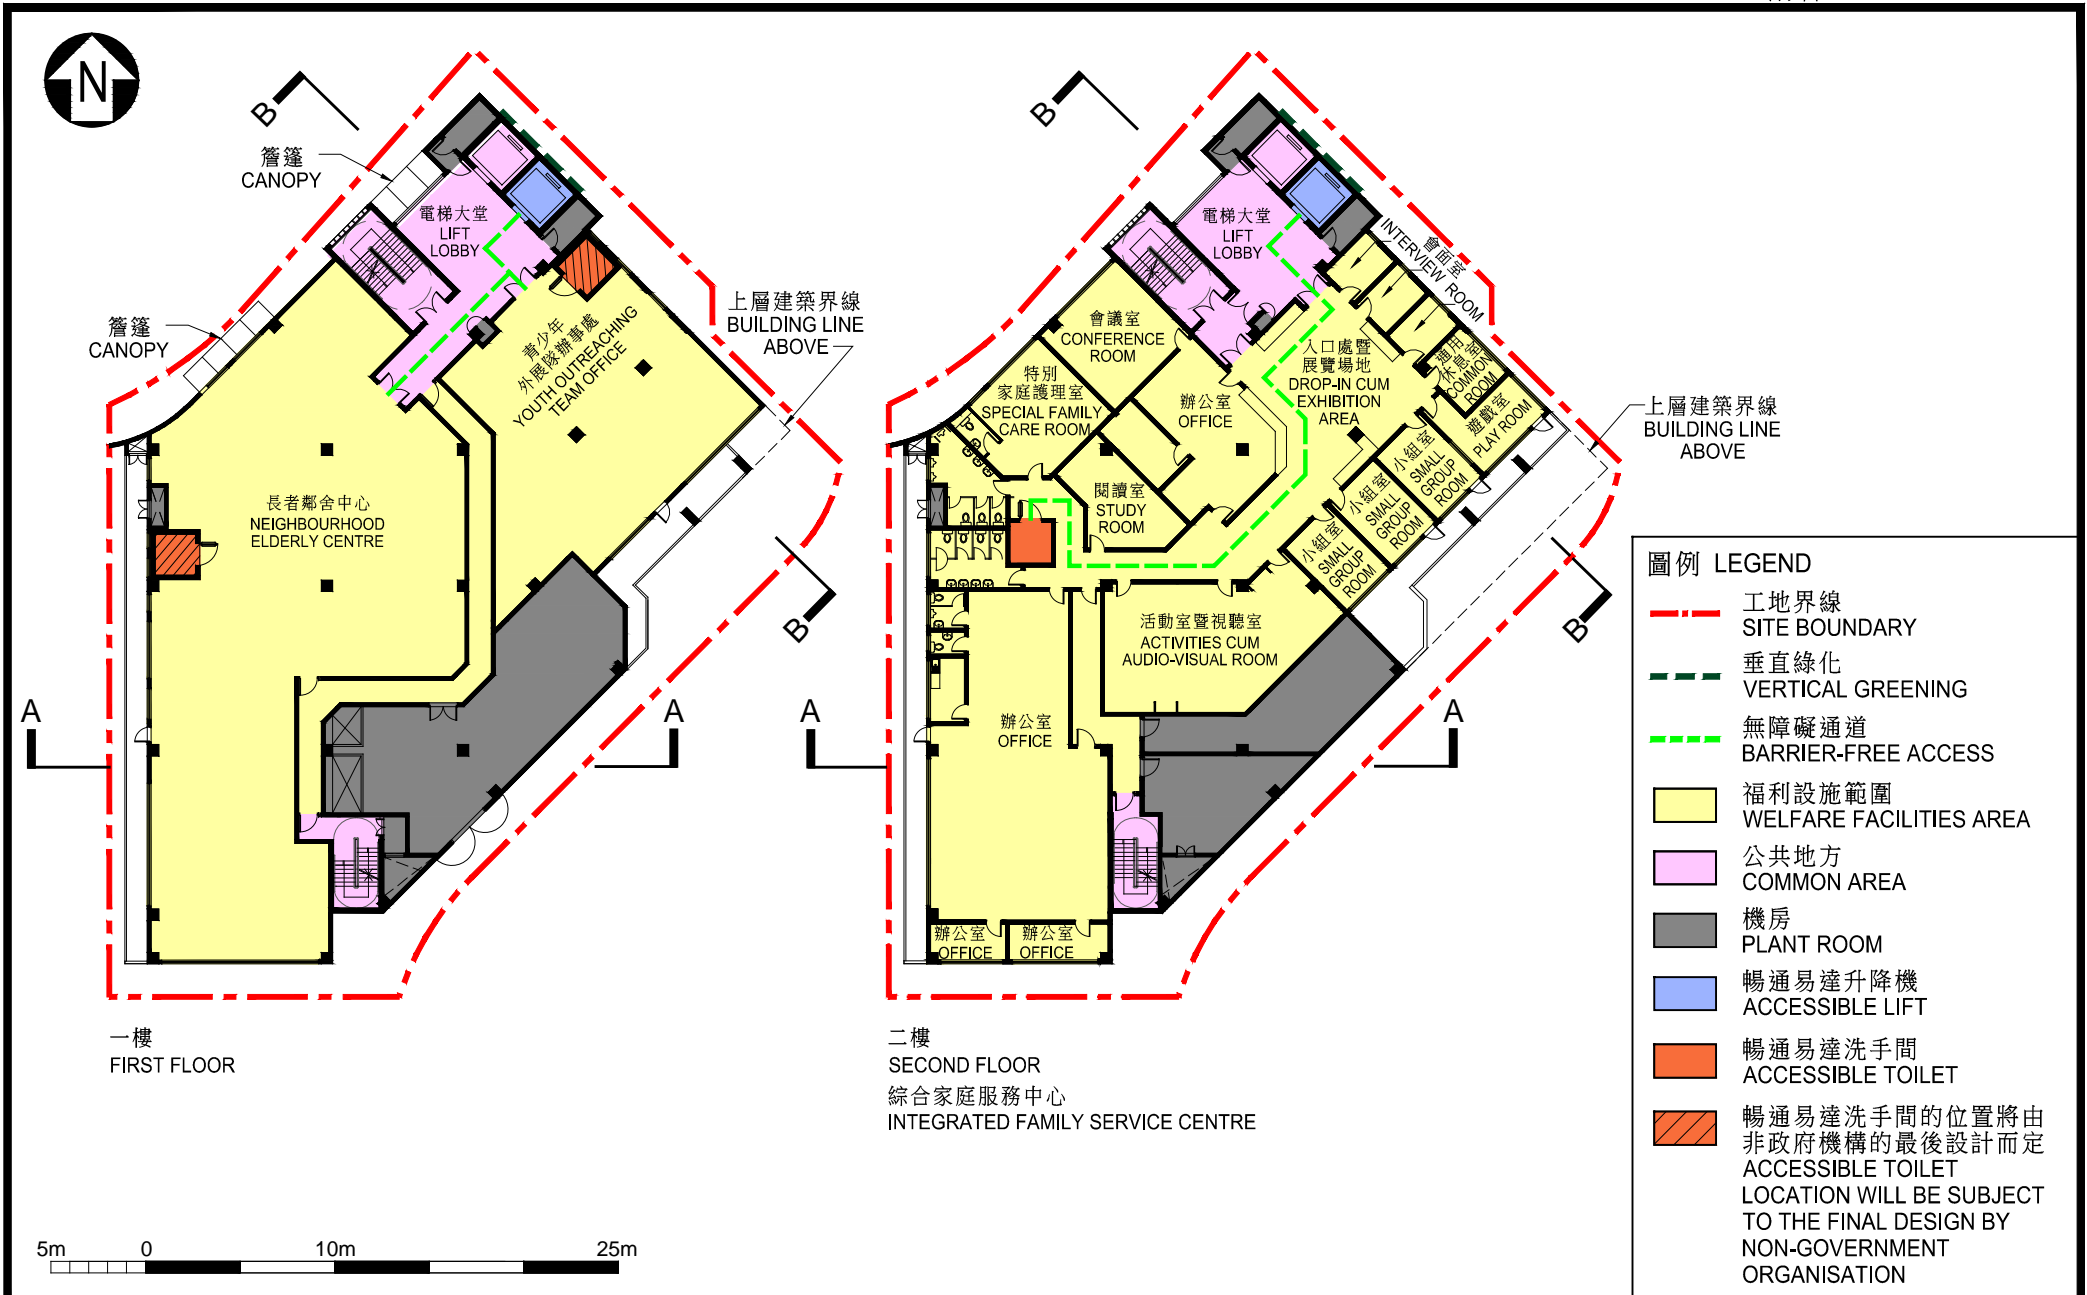 N
B
簷篷
CANOPY
簷篷
CANOPY
電梯大堂
LIFT
LOBBY
上層建築界線
BUILDING LINE
ABOVE
青少年
外展隊辦事處
YOUTH OUTREACHING
TEAM OFFICE
長者鄰舍中心
NEIGHBOURHOOD
ELDERLY CENTRE
B
A
A
一樓
FIRST FLOOR
B
電梯大堂
LIFT
LOBBY
會面室
INTERVIEW ROOM
會議室
CONFERENCE
ROOM
特別
家庭護理室
SPECIAL FAMILY
CARE ROOM
辦公室
OFFICE
入口處暨
展覽場地
DROP-IN CUM
EXHIBITION
AREA
通用
休息室
COMMON
ROOM
遊戲室
PLAY ROOM
上層建築界線
BUILDING LINE
ABOVE
閱讀室
STUDY
ROOM
小組室
SMALL
GROUP
ROOM
小組室
SMALL
GROUP
ROOM
小組室
SMALL
GROUP
ROOM
活動室暨視聽室
ACTIVITIES CUM
AUDIO-VISUAL ROOM
辦公室
OFFICE
辦公室
OFFICE
辦公室
OFFICE
B
A
A
二樓
SECOND FLOOR
綜合家庭服務中心
INTEGRATED FAMILY SERVICE CENTRE
圖例 LEGEND
工地界線
SITE BOUNDARY
垂直綠化
VERTICAL GREENING
無障礙通道
BARRIER-FREE ACCESS
福利設施範圍
WELFARE FACILITIES AREA
公共地方
COMMON AREA
機房
PLANT ROOM
暢通易達升降機
ACCESSIBLE LIFT
暢通易達洗手間
ACCESSIBLE TOILET
暢通易達洗手間的位置將由
非政府機構的最後設計而定
ACCESSIBLE TOILET
LOCATION WILL BE SUBJECT
TO THE FINAL DESIGN BY
NON-GOVERNMENT
ORGANISATION
5m 0 10m 25m